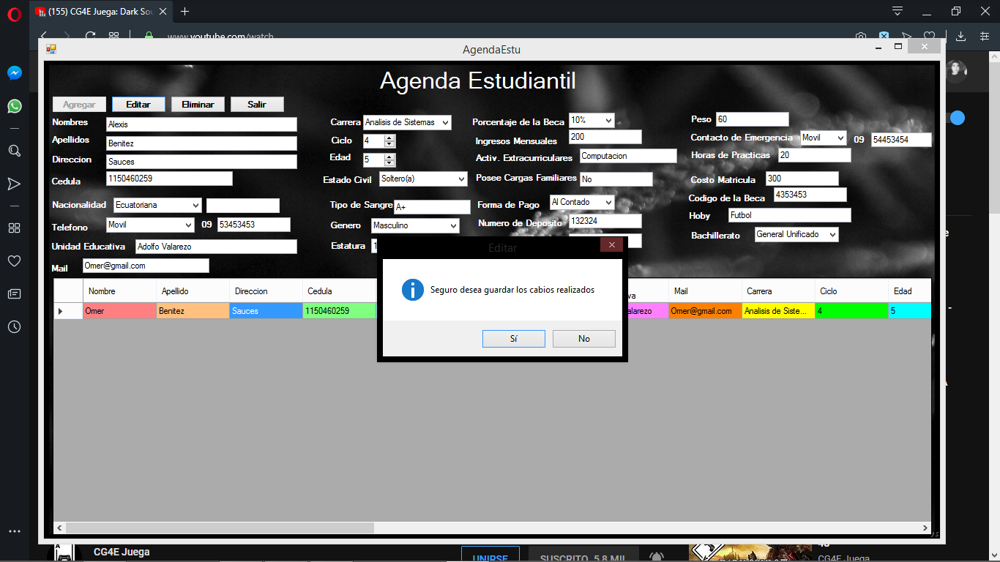 (155) CG4E Juega: Dark Sou
www.youtube.com/watch
AgendaEstu
Agenda Estudiantil
Agregar Editar Eliminar Salir
Nombres Alexis
Apellidos Benitez
Direccion Sauces
Cedula 1150460259
Nacionalidad Ecuatoriana
Telefono Movil 09 53453453
Unidad Educativa Adolfo Valarezo
Mail Omer@gmail.com
Carrera Analisis de Sistemas
Ciclo 4
Edad 5
Estado Civil Soltero(a)
Tipo de Sangre A+
Genero Masculino
Estatura 1
Porcentaje de la Beca 10%
Ingresos Mensuales 200
Activ. Extracurriculares Computacion
Posee Cargas Familiares No
Forma de Pago Al Contado
Numero de Deposito 132324
Peso 60
Contacto de Emergencia Movil 09 54453454
Horas de Practicas 20
Costo Matricula 300
Codigo de la Beca 4353453
Hoby Futbol
Bachillerato General Unificado
Editar
Seguro desea guardar los cabios realizados
Sí No
Nombre Apellido Direccion Cedula va Mail Carrera Ciclo Edad
Omer Benitez Sauces 1150460259 alarezo Omer@gmail.com Analisis de Siste... 4 5
CG4E Juega
UNIRSE
SUSCRITO 5,8 MIL
CG4E Juega